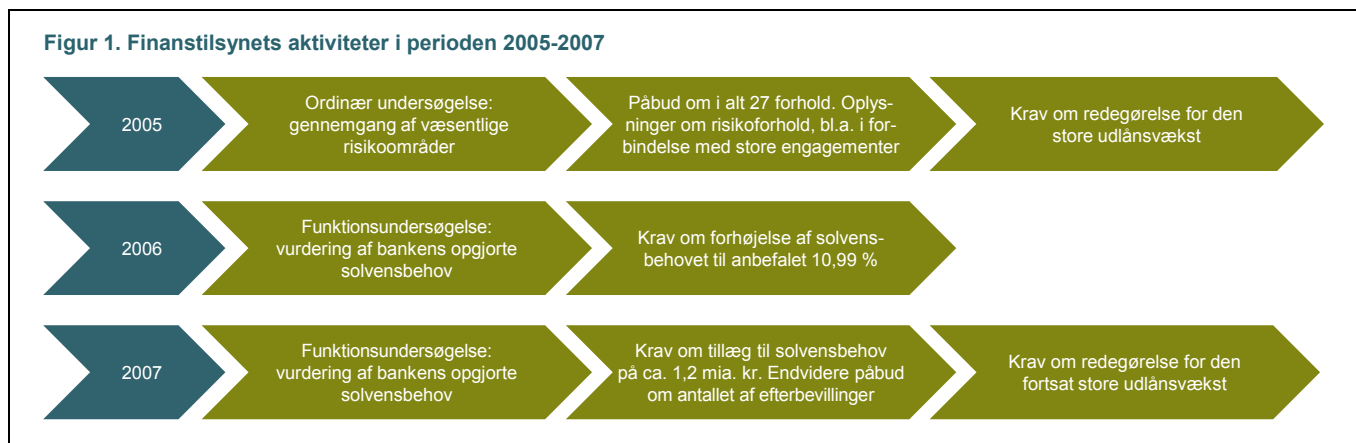 Figur 1. Finanstilsynets aktiviteter i perioden 2005-2007
2005
Ordinær undersøgelse:
gennemgang af væsentlige
risikoområder
Påbud om i alt 27 forhold. Oplys-
ninger om risikoforhold, bl.a. i for-
bindelse med store engagementer
Krav om redegørelse for den
store udlånsvækst
2006
Funktionsundersøgelse:
vurdering af bankens opgjorte
solvensbehov
Krav om forhøjelse af solvens-
behovet til anbefalet 10,99 %
2007
Funktionsundersøgelse:
vurdering af bankens opgjorte
solvensbehov
Krav om tillæg til solvensbehov
på ca. 1,2 mia. kr. Endvidere påbud
om antallet af efterbevillinger
Krav om redegørelse for den
fortsat store udlånsvækst